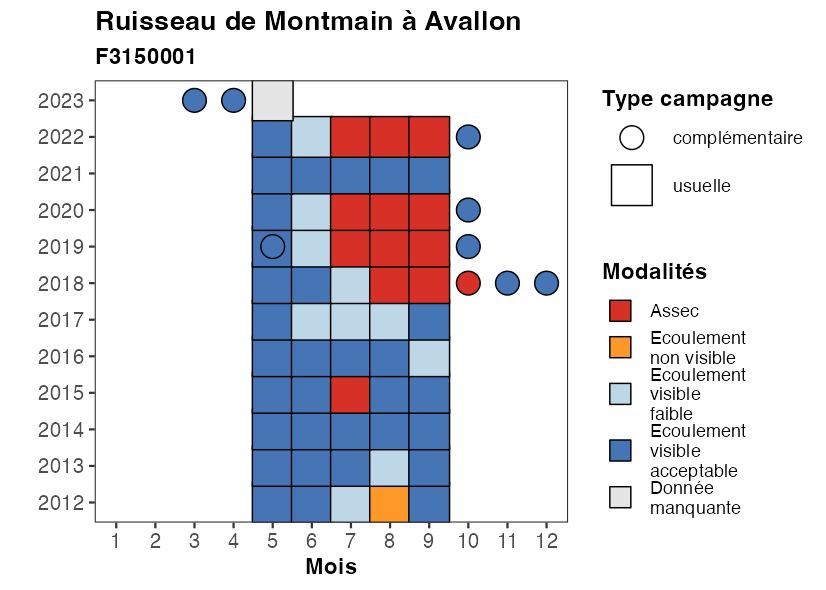 Ruisseau de Montmain à Avallon
F3150001
2023
2022
2021
2020
2019
2018
2017
2016
2015
2014
2013
2012
1 2 3 4 5 6 7 8 9 10 11 12
Mois
Type campagne
complémentaire
usuelle
Modalités
Assec
Ecoulement
non visible
Ecoulement
visible
faible
Ecoulement
visible
acceptable
Donnée
manquante